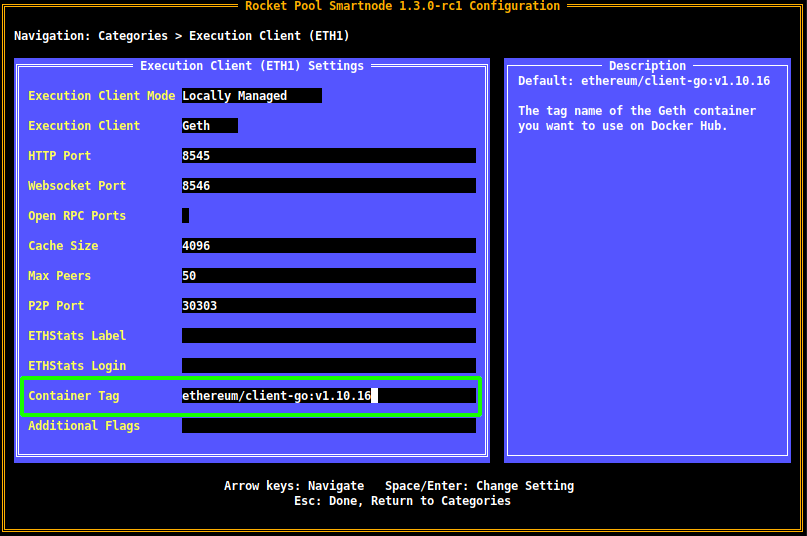 Rocket Pool Smartnode 1.3.0-rc1 Configuration
Navigation: Categories > Execution Client (ETH1)
Execution Client (ETH1) Settings
Execution Client Mode Locally Managed
Execution Client Geth
HTTP Port 8545
Websocket Port 8546
Open RPC Ports
Cache Size 4096
Max Peers 50
P2P Port 30303
ETHStats Label
ETHStats Login
Container Tag ethereum/client-go:v1.10.16
Additional Flags
Description
Default: ethereum/client-go:v1.10.16
The tag name of the Geth container
you want to use on Docker Hub.
Arrow keys: Navigate Space/Enter: Change Setting
Esc: Done, Return to Categories